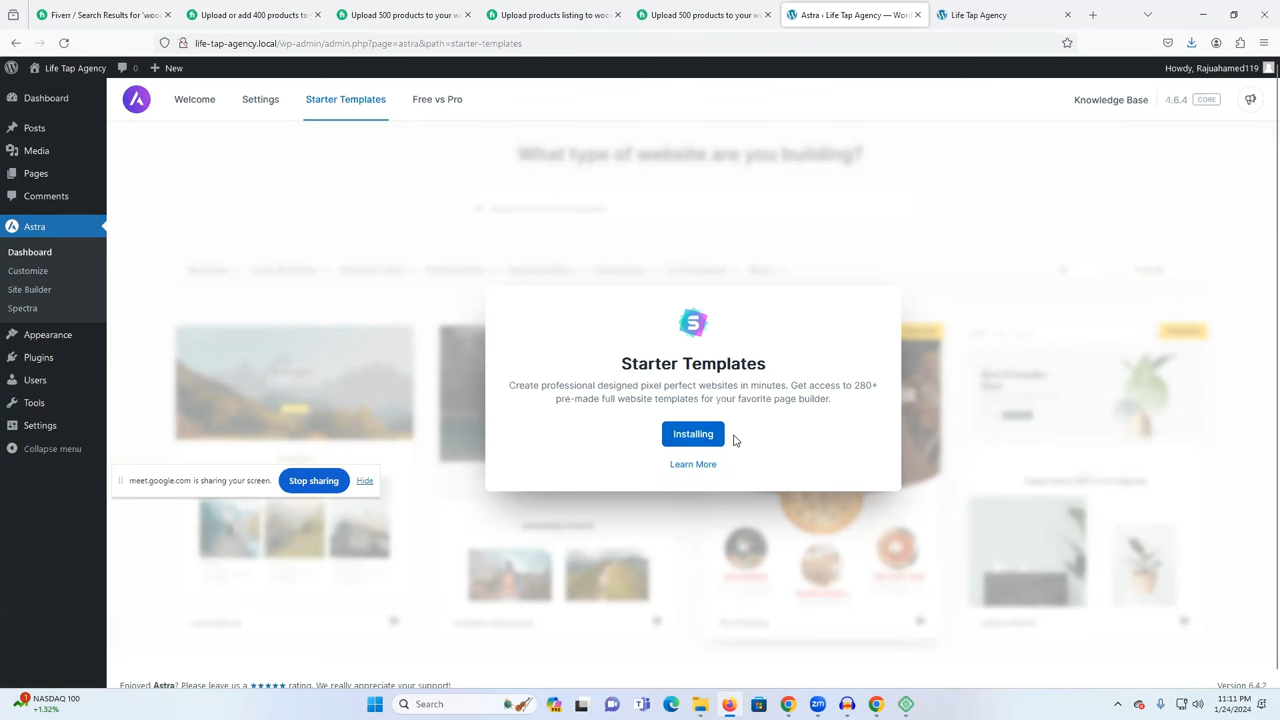 Fiverr / Search Results for 'woo
Upload or add 400 products to
Upload 500 products to your w
Upload products listing to woo
Upload 500 products to your w
Astra ‹ Life Tap Agency — Wor
Life Tap Agency
life-tap-agency.local/wp-admin/admin.php?page=astra&path=starter-templates
Life Tap Agency
0
New
Howdy, Rajuahamed119
Dashboard
Posts
Media
Pages
Comments
Astra
Dashboard
Customize
Site Builder
Spectra
Appearance
Plugins
Users
Tools
Settings
Collapse menu
Welcome
Settings
Starter Templates
Free vs Pro
Knowledge Base
4.6.4
CORE
What type of website are you building?
Starter Templates
Create professional designed pixel perfect websites in minutes. Get access to 280+
pre-made full website templates for your favorite page builder.
Installing
Learn More
meet.google.com is sharing your screen.
Stop sharing
Hide
Enjoyed Astra? Please leave us a ★★★★★ rating. We really appreciate your support!
Version 6.4.2
1
NASDAQ 100
+1.32%
Search
11:11 PM
1/24/2024